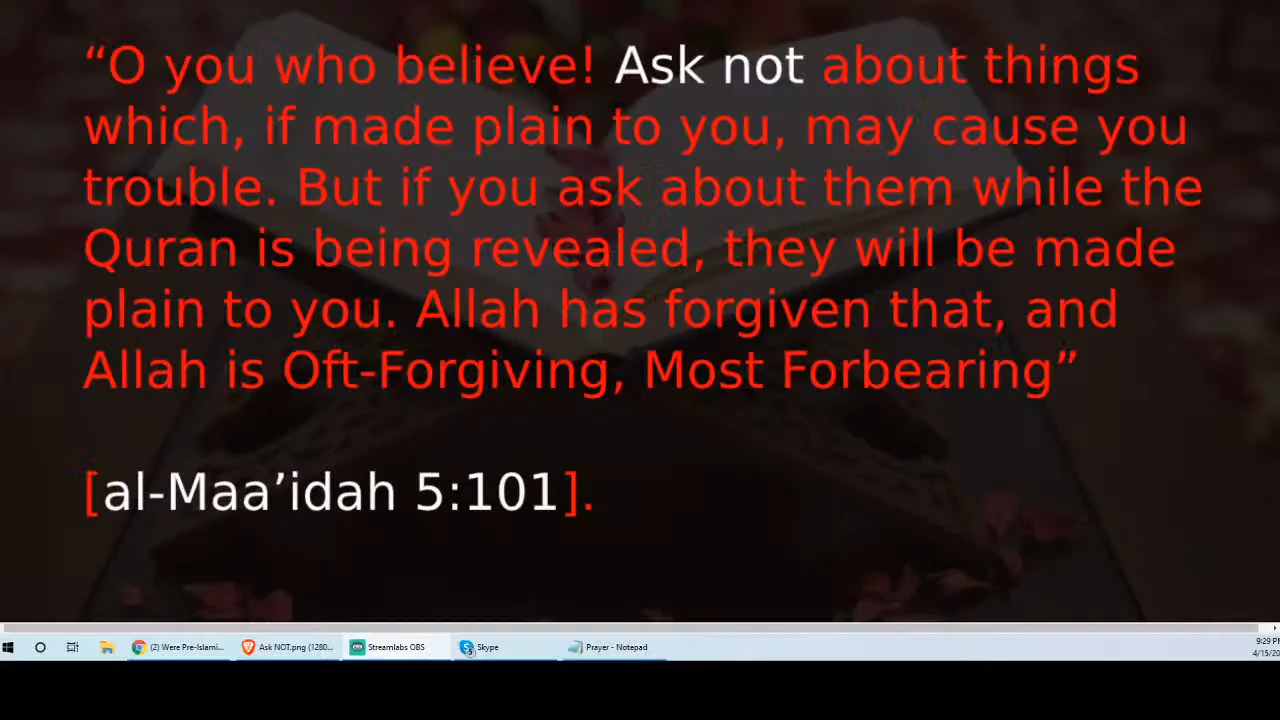 “O you who believe! Ask not about things
which, if made plain to you, may cause you
trouble. But if you ask about them while the
Quran is being revealed, they will be made
plain to you. Allah has forgiven that, and
Allah is Oft-Forgiving, Most Forbearing”
[al-Maa’idah 5:101].
(2) Were Pre-Islami...
Ask NOT.png (1280...
Streamlabs OBS
Skype
Prayer - Notepad
9:29 P
4/15/20